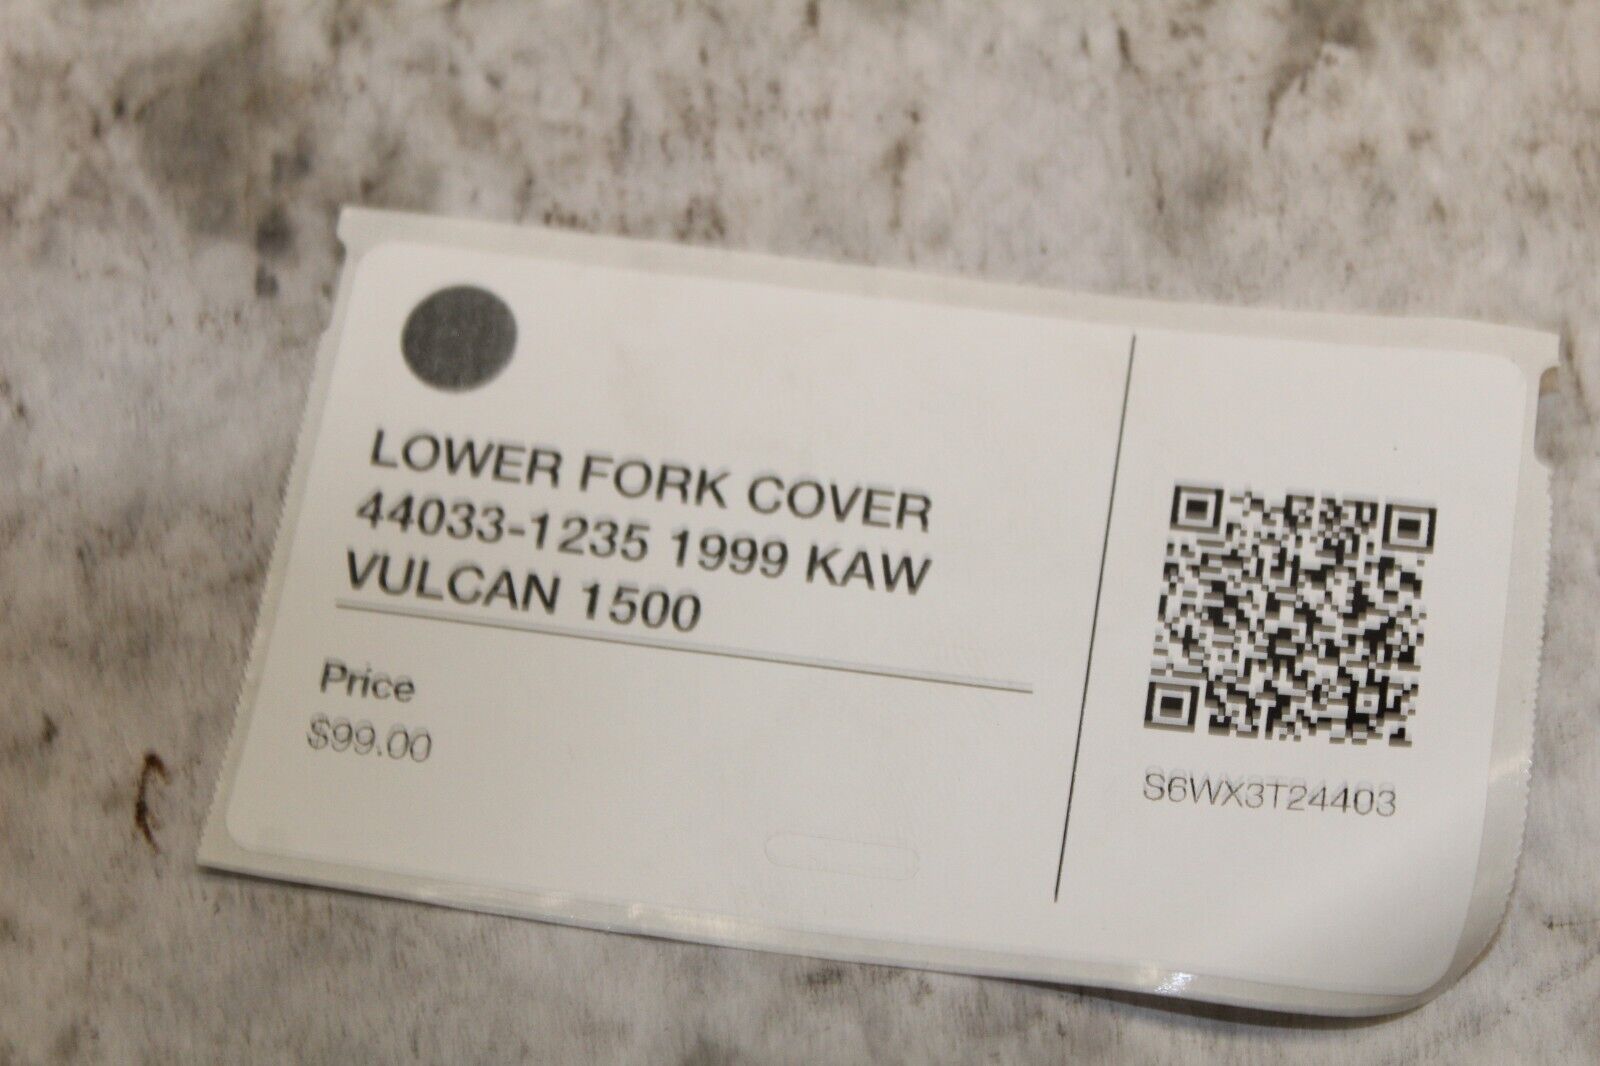 LOWER FORK COVER
44033-1235 1999 KAW
VULCAN 1500
Price
$99.00
S6WX3T24403